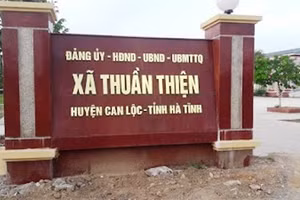 ĐẢNG ỦY - HĐND - UBND - UBMTTQ
XÃ THUẦN THIỆN
HUYỆN CAN LỘC - TỈNH HÀ TĨNH